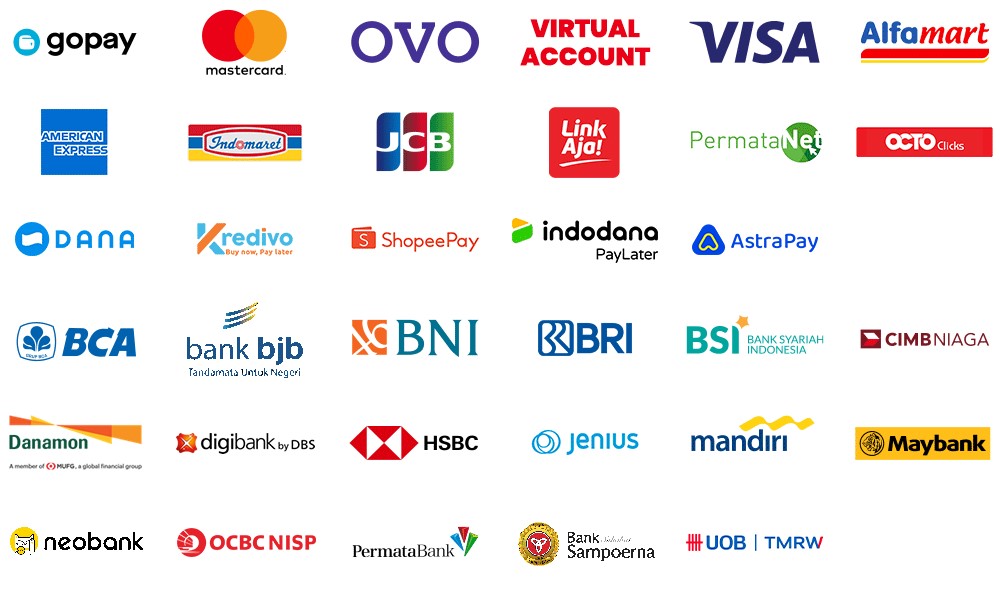 gopay
mastercard.
OVO
VIRTUAL
ACCOUNT
VISA
Alfamart
AMERICAN
EXPRESS
Indomaret
JCB
Link
Aja!
PermataNet
OCTO Clicks
DANA
Kredivo
Buy now, Pay later
S ShopeePay
indodana
PayLater
AstraPay
GRUP BCA
BCA
bank bjb
Tandamata Untuk Negeri
BNI
BRI
BSI BANK SYARIAH
INDONESIA
CIMB NIAGA
Danamon
A member of MUFG, a global financial group
digibank by DBS
HSBC
Jenius
mandiri
Maybank
neobank
OCBC NISP
PermataBank
Bank Sahabat
Sampoerna
UOB | TMRW